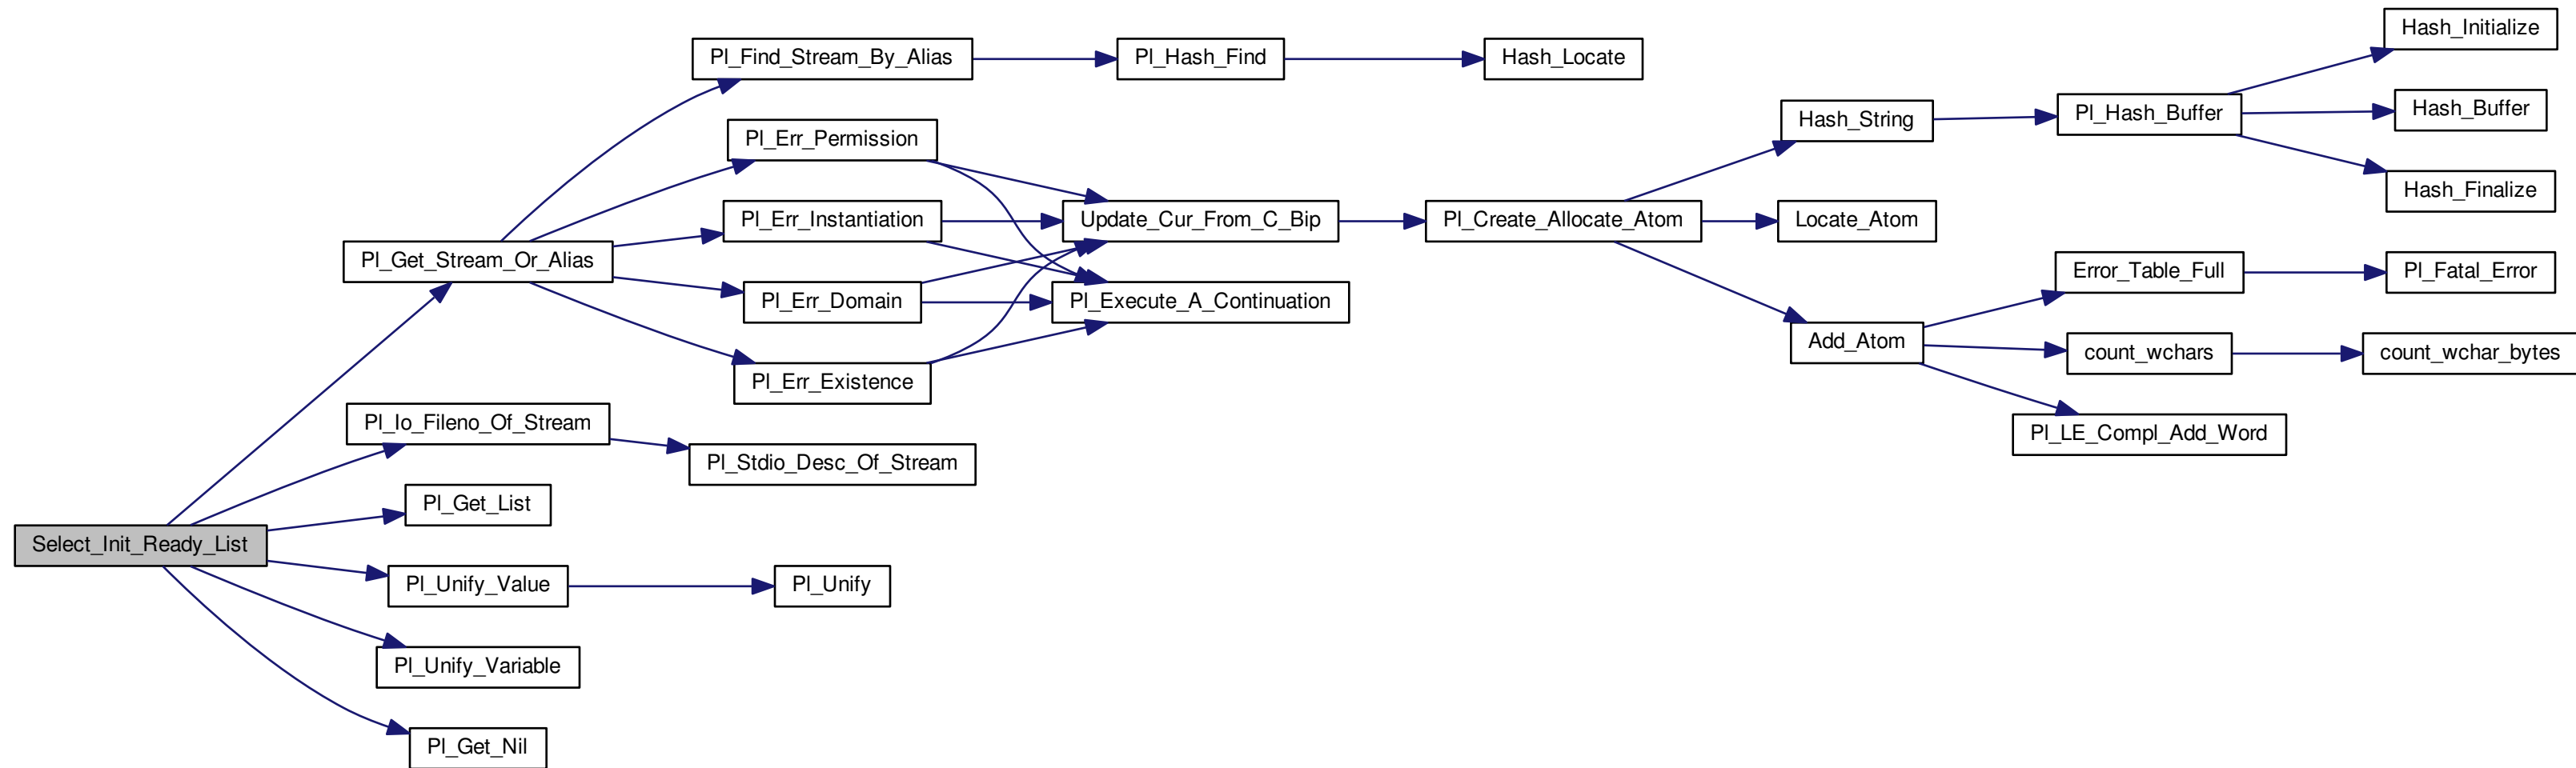 Select_Init_Ready_List
Pl_Get_Stream_Or_Alias
Pl_Io_Fileno_Of_Stream
Pl_Get_List
Pl_Unify_Value
Pl_Unify_Variable
Pl_Get_Nil
Pl_Find_Stream_By_Alias
Pl_Err_Permission
Pl_Err_Instantiation
Pl_Err_Domain
Pl_Err_Existence
Pl_Stdio_Desc_Of_Stream
Pl_Unify
Pl_Hash_Find
Update_Cur_From_C_Bip
Pl_Execute_A_Continuation
Hash_Locate
Pl_Create_Allocate_Atom
Hash_String
Locate_Atom
Add_Atom
Pl_Hash_Buffer
Error_Table_Full
count_wchars
Pl_LE_Compl_Add_Word
Hash_Initialize
Hash_Buffer
Hash_Finalize
Pl_Fatal_Error
count_wchar_bytes